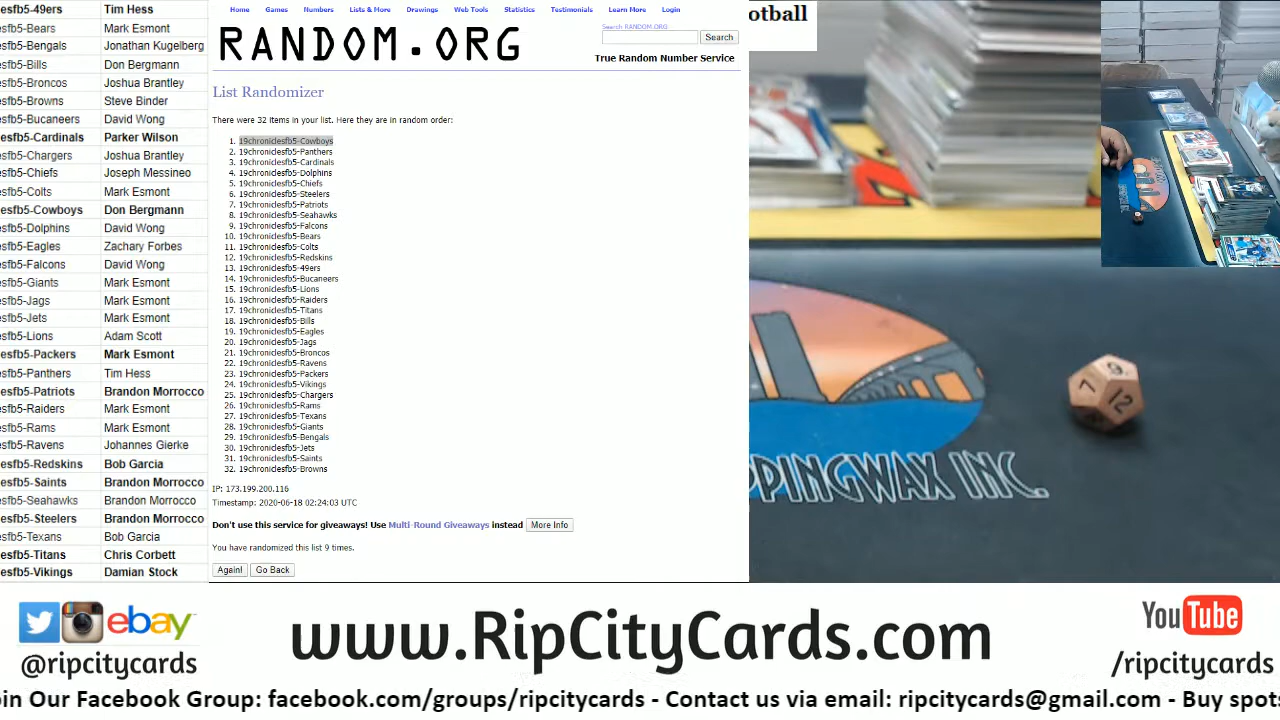 esfb5-49ers Tim Hess
esfb5-Bears Mark Esmont
esfb5-Bengals Jonathan Kugelberg
esfb5-Bills Don Bergmann
esfb5-Broncos Joshua Brantley
esfb5-Browns Steve Binder
esfb5-Bucaneers David Wong
esfb5-Cardinals Parker Wilson
esfb5-Chargers Joshua Brantley
esfb5-Chiefs Joseph Messineo
esfb5-Colts Mark Esmont
esfb5-Cowboys Don Bergmann
esfb5-Dolphins David Wong
esfb5-Eagles Zachary Forbes
esfb5-Falcons David Wong
esfb5-Giants Mark Esmont
esfb5-Jags Mark Esmont
esfb5-Jets Mark Esmont
esfb5-Lions Adam Scott
esfb5-Packers Mark Esmont
esfb5-Panthers Tim Hess
esfb5-Patriots Brandon Morrocco
esfb5-Raiders Mark Esmont
esfb5-Rams Mark Esmont
esfb5-Ravens Johannes Gierke
esfb5-Redskins Bob Garcia
esfb5-Saints Brandon Morrocco
esfb5-Seahawks Brandon Morrocco
esfb5-Steelers Brandon Morrocco
esfb5-Texans Bob Garcia
esfb5-Titans Chris Corbett
esfb5-Vikings Damian Stock
Home Games Numbers Lists & More Drawings Web Tools Statistics Testimonials Learn More Login
RANDOM.ORG
Search RANDOM.ORG
Search
True Random Number Service
List Randomizer
There were 32 items in your list. Here they are in random order:
1. 19chroniclesfb5-Cowboys
2. 19chroniclesfb5-Panthers
3. 19chroniclesfb5-Cardinals
4. 19chroniclesfb5-Dolphins
5. 19chroniclesfb5-Chiefs
6. 19chroniclesfb5-Steelers
7. 19chroniclesfb5-Patriots
8. 19chroniclesfb5-Seahawks
9. 19chroniclesfb5-Falcons
10. 19chroniclesfb5-Bears
11. 19chroniclesfb5-Colts
12. 19chroniclesfb5-Redskins
13. 19chroniclesfb5-49ers
14. 19chroniclesfb5-Bucaneers
15. 19chroniclesfb5-Lions
16. 19chroniclesfb5-Raiders
17. 19chroniclesfb5-Titans
18. 19chroniclesfb5-Bills
19. 19chroniclesfb5-Eagles
20. 19chroniclesfb5-Jags
21. 19chroniclesfb5-Broncos
22. 19chroniclesfb5-Ravens
23. 19chroniclesfb5-Packers
24. 19chroniclesfb5-Vikings
25. 19chroniclesfb5-Chargers
26. 19chroniclesfb5-Rams
27. 19chroniclesfb5-Texans
28. 19chroniclesfb5-Giants
29. 19chroniclesfb5-Bengals
30. 19chroniclesfb5-Jets
31. 19chroniclesfb5-Saints
32. 19chroniclesfb5-Browns
IP: 173.199.200.116
Timestamp: 2020-06-18 02:24:03 UTC
Don't use this service for giveaways! Use Multi-Round Giveaways instead More Info
You have randomized this list 9 times.
Again! Go Back
otball
9
7 12
PPINGWAX INC.
ebay
@ripcitycards
www.RipCityCards.com
YouTube
/ripcitycards
oin Our Facebook Group: facebook.com/groups/ripcitycards - Contact us via email: ripcitycards@gmail.com - Buy spots